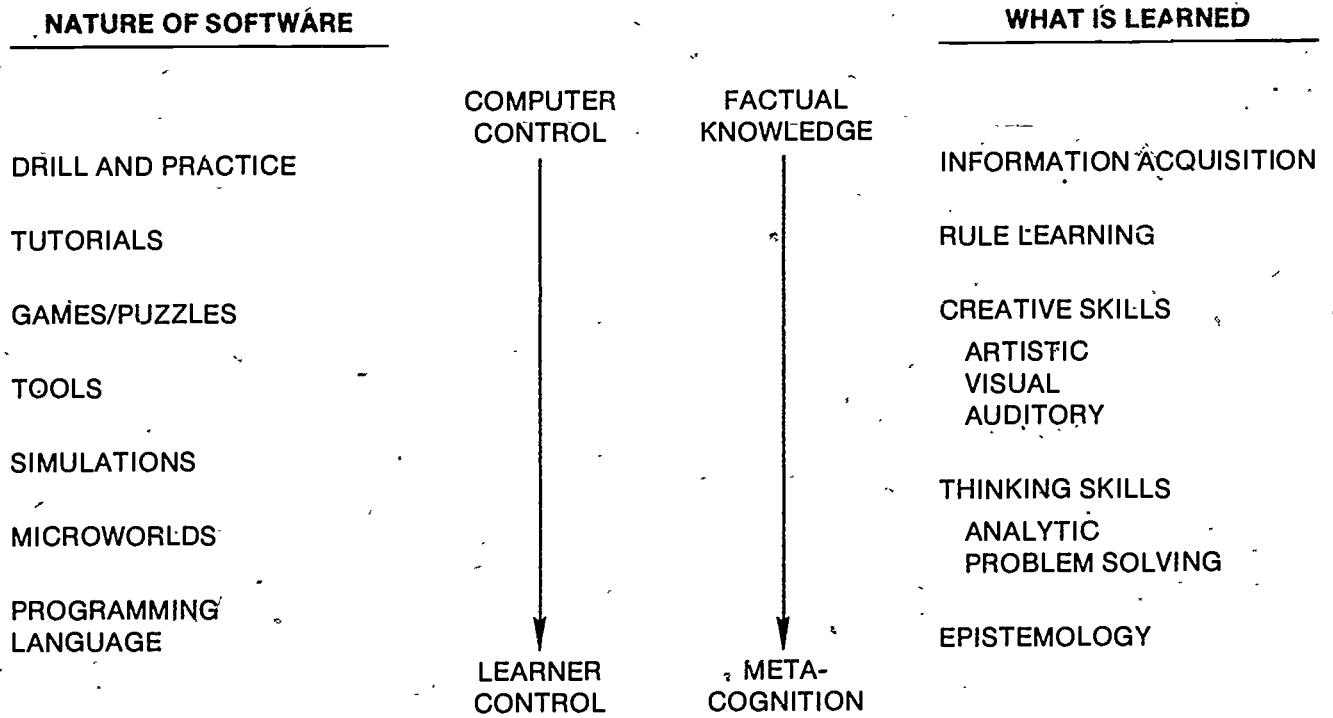 NATURE OF SOFTWARE
DRILL AND PRACTICE
TUTORIALS
GAMES/PUZZLES
TOOLS
SIMULATIONS
MICROWORLDS
PROGRAMMING
LANGUAGE
COMPUTER
CONTROL
LEARNER
CONTROL
FACTUAL
KNOWLEDGE
META-
COGNITION
WHAT IS LEARNED
INFORMATION ACQUISITION
RULE LEARNING
CREATIVE SKILLS
ARTISTIC
VISUAL
AUDITORY
THINKING SKILLS
ANALYTIC
PROBLEM SOLVING
EPISTEMOLOGY